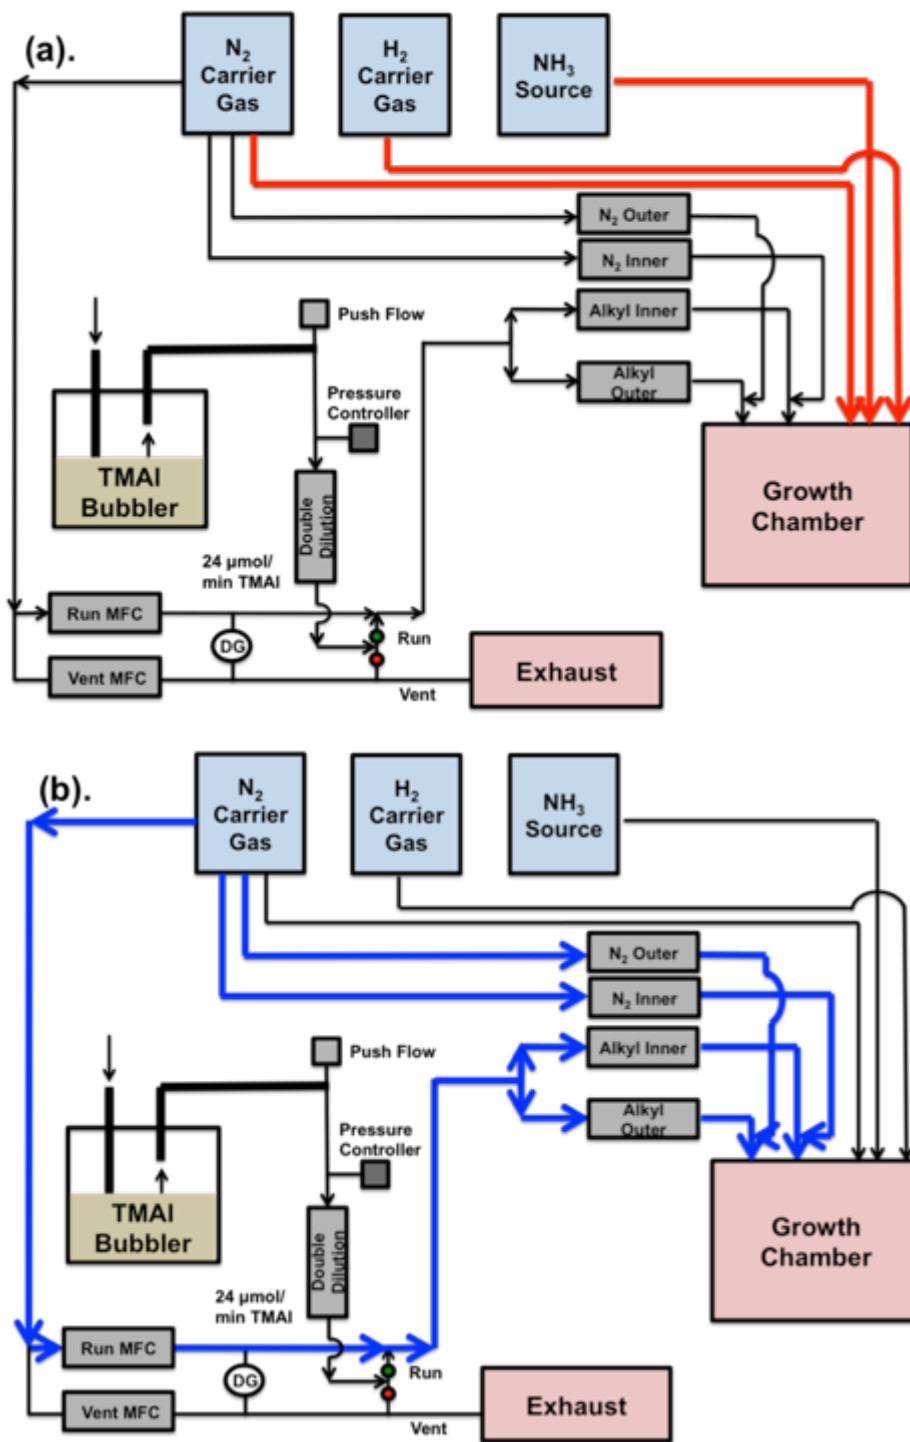 (a).
N₂
Carrier
Gas
H₂
Carrier
Gas
NH₃
Source
N₂ Outer
N₂ Inner
Push Flow
Alkyl Inner
Pressure
Controller
Alkyl
Outer
TMAl
Bubbler
Double
Dilution
Growth
Chamber
24 µmol/
min TMAl
Run MFC
DG
Run
Vent MFC
Vent
Exhaust
(b).
N₂
Carrier
Gas
H₂
Carrier
Gas
NH₃
Source
N₂ Outer
N₂ Inner
Push Flow
Alkyl Inner
Pressure
Controller
Alkyl
Outer
TMAl
Bubbler
Double
Dilution
Growth
Chamber
24 µmol/
min TMAl
Run MFC
DG
Run
Vent MFC
Vent
Exhaust